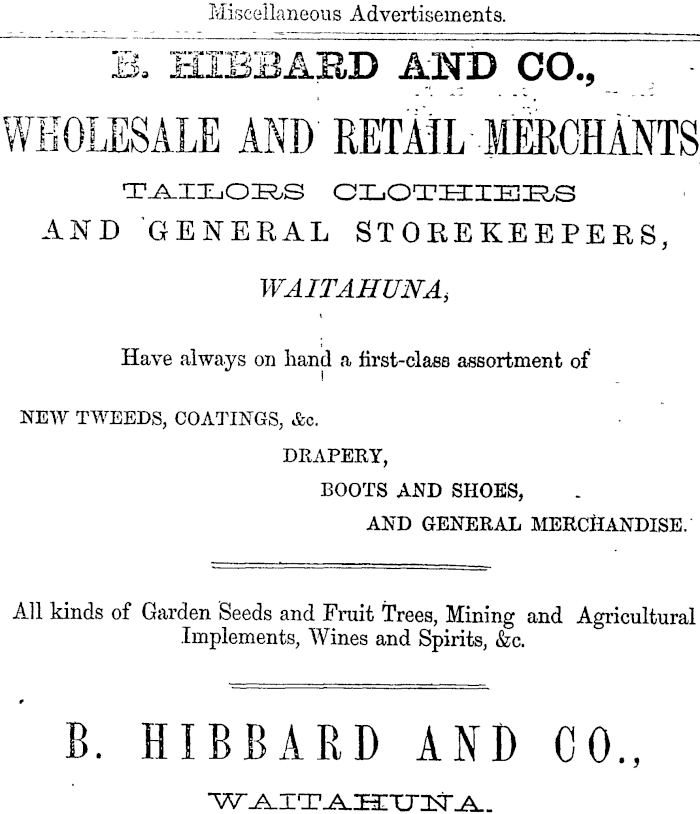 Miscellaneous Advertisements.
B. HIBBARD AND CO.,
WHOLESALE AND RETAIL MERCHANTS
TAILORS CLOTHIERS
AND GENERAL STOREKEEPERS,
WAITAHUNA,
Have always on hand a first-class assortment of
NEW TWEEDS, COATINGS, &c.
DRAPERY,
BOOTS AND SHOES,
AND GENERAL MERCHANDISE.
All kinds of Garden Seeds and Fruit Trees, Mining and Agricultural
Implements, Wines and Spirits, &c.
B. HIBBARD AND CO.,
WAITAHUNA.